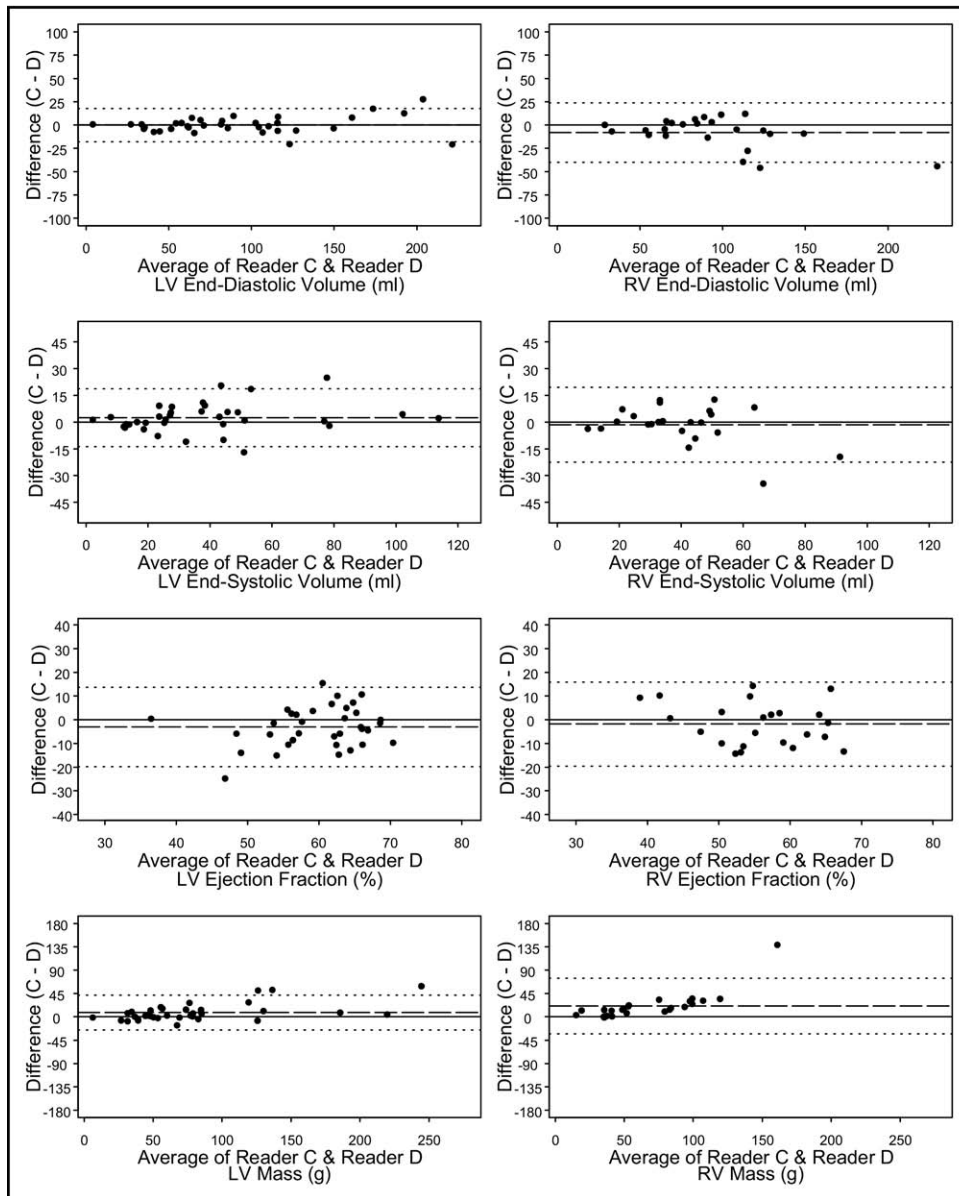 Difference (C - D)
100
75
50
25
0
-25
-50
-75
-100
0 50 100 150 200
Average of Reader C & Reader D
LV End-Diastolic Volume (ml)
Difference (C - D)
100
75
50
25
0
-25
-50
-75
-100
0 50 100 150 200
Average of Reader C & Reader D
RV End-Diastolic Volume (ml)
Difference (C - D)
45
30
15
0
-15
-30
-45
0 20 40 60 80 100 120
Average of Reader C & Reader D
LV End-Systolic Volume (ml)
Difference (C - D)
45
30
15
0
-15
-30
-45
0 20 40 60 80 100 120
Average of Reader C & Reader D
RV End-Systolic Volume (ml)
Difference (C - D)
40
30
20
10
0
-10
-20
-30
-40
30 40 50 60 70 80
Average of Reader C & Reader D
LV Ejection Fraction (%)
Difference (C - D)
40
30
20
10
0
-10
-20
-30
-40
30 40 50 60 70 80
Average of Reader C & Reader D
RV Ejection Fraction (%)
Difference (C - D)
180
135
90
45
0
-45
-90
-135
-180
0 50 100 150 200 250
Average of Reader C & Reader D
LV Mass (g)
Difference (C - D)
180
135
90
45
0
-45
-90
-135
-180
0 50 100 150 200 250
Average of Reader C & Reader D
RV Mass (g)